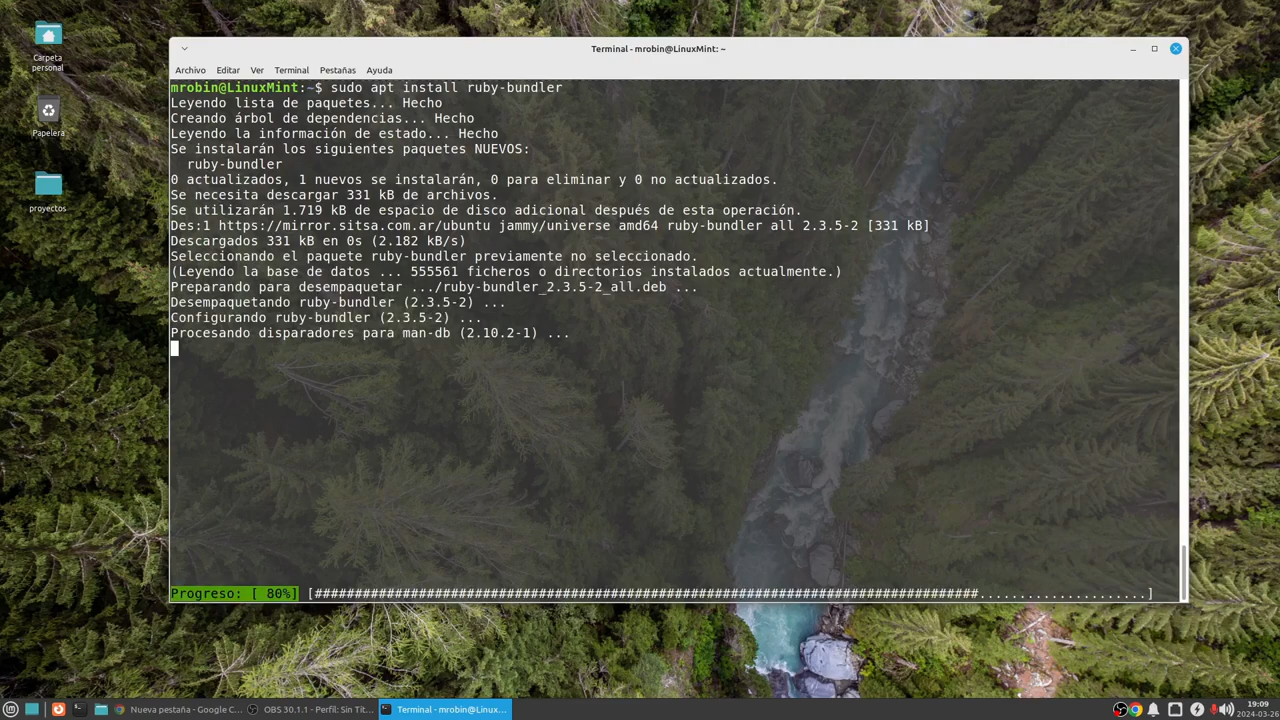 Carpeta
personal
Papelera
proyectos
Terminal - mrobin@LinuxMint: ~
Archivo Editar Ver Terminal Pestañas Ayuda
mrobin@LinuxMint:~$ sudo apt install ruby-bundler
Leyendo lista de paquetes... Hecho
Creando árbol de dependencias... Hecho
Leyendo la información de estado... Hecho
Se instalarán los siguientes paquetes NUEVOS:
  ruby-bundler
0 actualizados, 1 nuevos se instalarán, 0 para eliminar y 0 no actualizados.
Se necesita descargar 331 kB de archivos.
Se utilizarán 1.719 kB de espacio de disco adicional después de esta operación.
Des:1 https://mirror.sitsa.com.ar/ubuntu jammy/universe amd64 ruby-bundler all 2.3.5-2 [331 kB]
Descargados 331 kB en 0s (2.182 kB/s)
Seleccionando el paquete ruby-bundler previamente no seleccionado.
(Leyendo la base de datos ... 555561 ficheros o directorios instalados actualmente.)
Preparando para desempaquetar .../ruby-bundler_2.3.5-2_all.deb ...
Desempaquetando ruby-bundler (2.3.5-2) ...
Configurando ruby-bundler (2.3.5-2) ...
Procesando disparadores para man-db (2.10.2-1) ...
Progreso: [ 80%] [###################################################################################.....................]
Nueva pestaña - Google C... OBS 30.1.1 - Perfil: Sin Tít... Terminal - mrobin@Linux... 19:09
2024-03-26